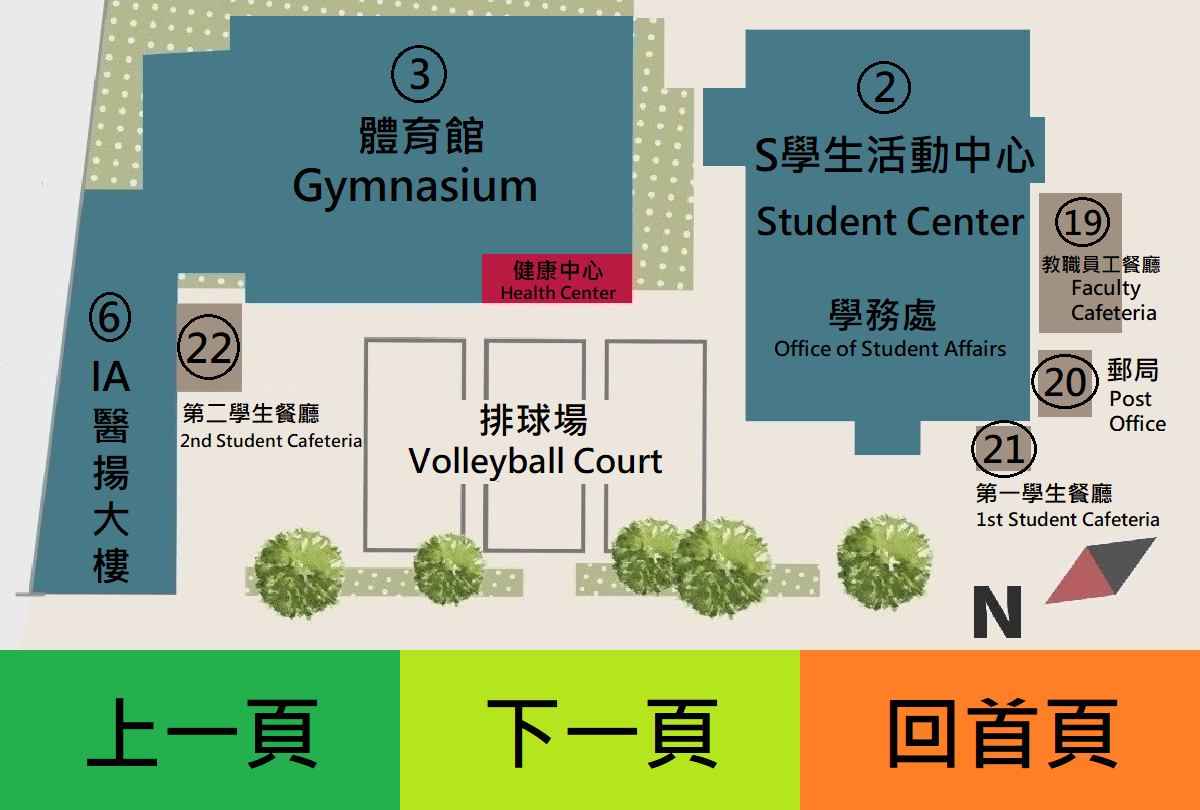 ③
體育館
Gymnasium
健康中心
Health Center
②
S學生活動中心
Student Center
學務處
Office of Student Affairs
⑲
教職員工餐廳
Faculty
Cafeteria
⑳
郵局
Post
Office
㉑
第一學生餐廳
1st Student Cafeteria
⑥
IA
醫
揚
大
樓
㉒
第二學生餐廳
2nd Student Cafeteria
排球場
Volleyball Court
N
上一頁
下一頁
回首頁